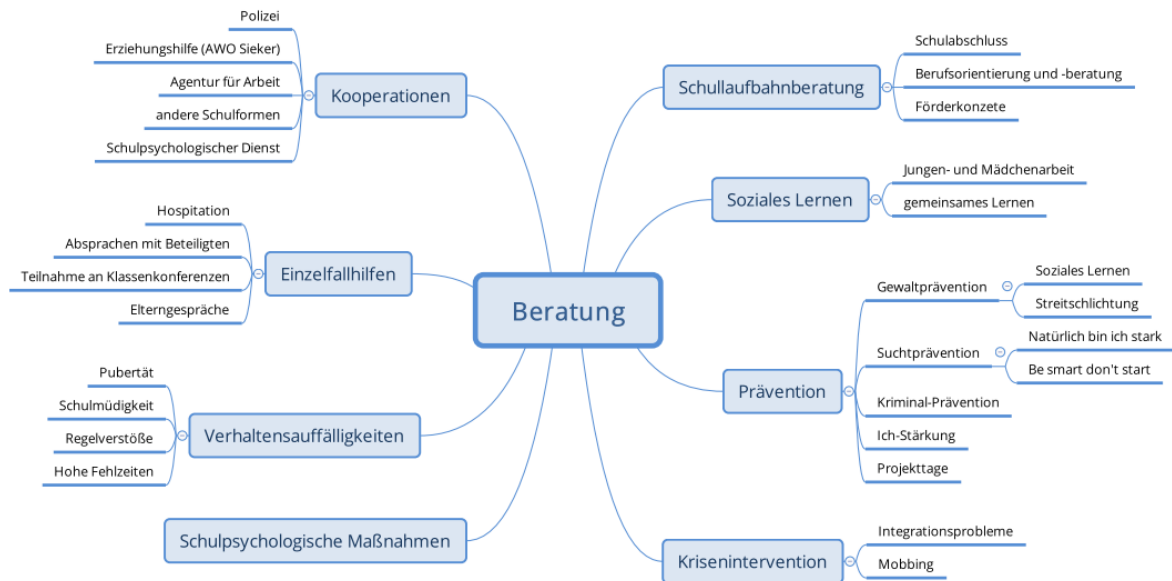 Beratung
Kooperationen
Polizei
Erziehungshilfe (AWO Sieker)
Agentur für Arbeit
andere Schulformen
Schulpsychologischer Dienst
Einzelfallhilfen
Hospitation
Absprachen mit Beteiligten
Teilnahme an Klassenkonferenzen
Elterngespräche
Verhaltensauffälligkeiten
Pubertät
Schulmüdigkeit
Regelverstöße
Hohe Fehlzeiten
Schulpsychologische Maßnahmen
Schullaufbahnberatung
Schulabschluss
Berufsorientierung und -beratung
Förderkonzete
Soziales Lernen
Jungen- und Mädchenarbeit
gemeinsames Lernen
Prävention
Gewaltprävention
Soziales Lernen
Streitschlichtung
Suchtprävention
Natürlich bin ich stark
Be smart don't start
Kriminal-Prävention
Ich-Stärkung
Projekttage
Krisenintervention
Integrationsprobleme
Mobbing